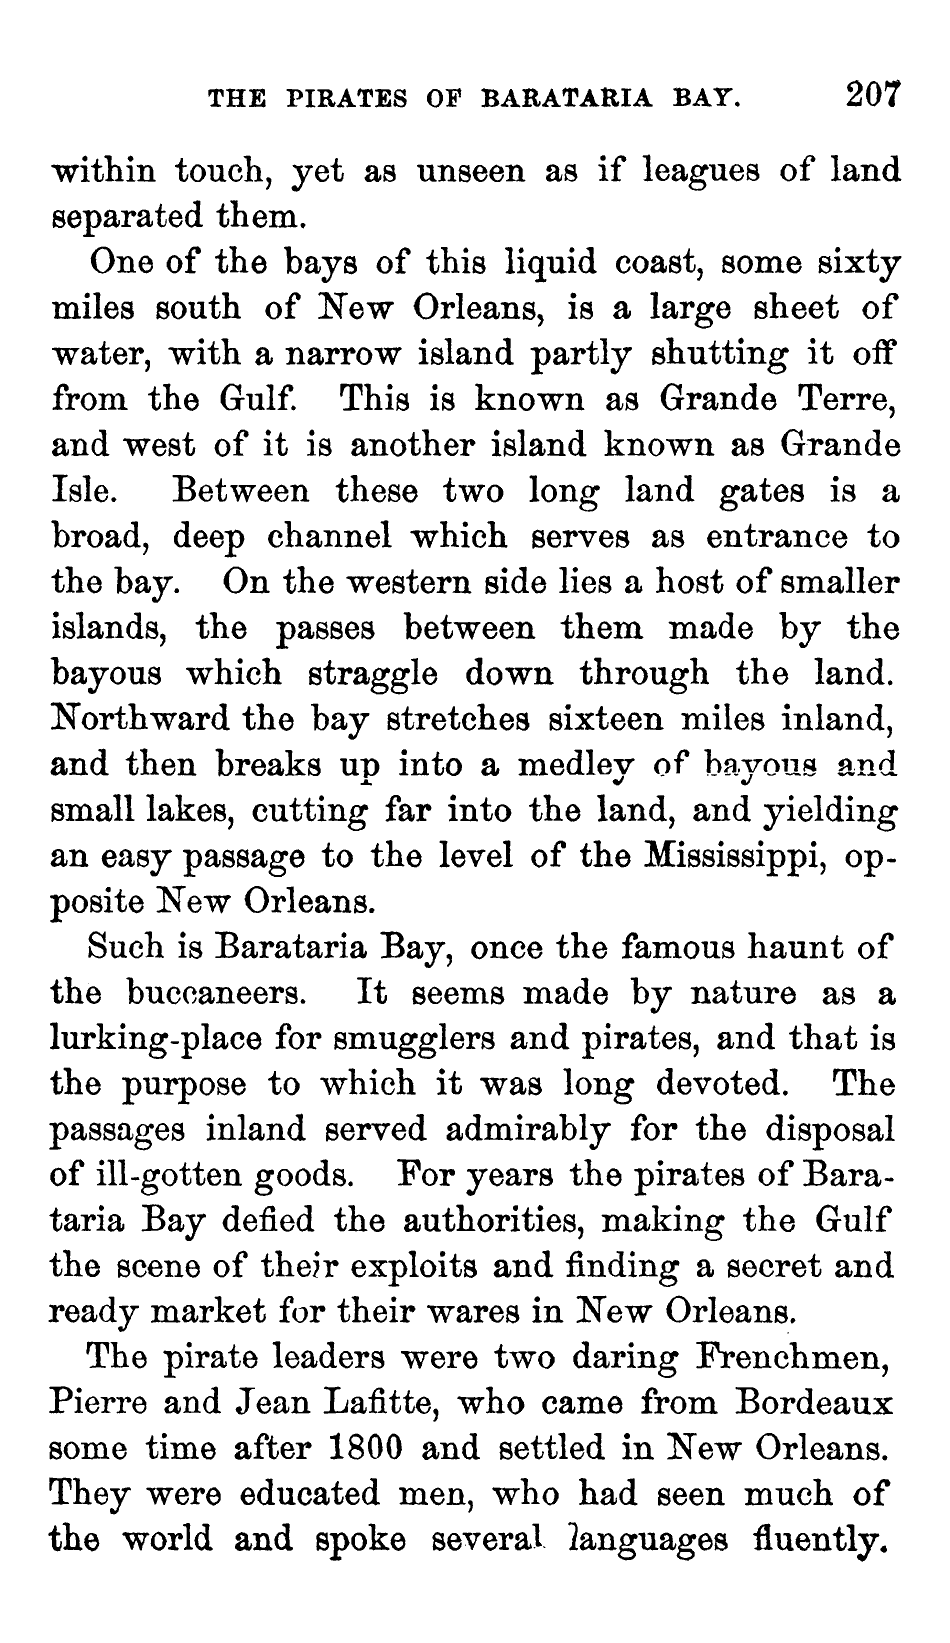 THE PIRATES OF BARATARIA BAY. 207
within touch, yet as unseen as if leagues of land
separated them.
One of the bays of this liquid coast, some sixty
miles south of New Orleans, is a large sheet of
water, with a narrow island partly shutting it off
from the Gulf. This is known as Grande Terre,
and west of it is another island known as Grande
Isle. Between these two long land gates is a
broad, deep channel which serves as entrance to
the bay. On the western side lies a host of smaller
islands, the passes between them made by the
bayous which straggle down through the land.
Northward the bay stretches sixteen miles inland,
and then breaks up into a medley of bayous and
small lakes, cutting far into the land, and yielding
an easy passage to the level of the Mississippi, op-
posite New Orleans.
Such is Barataria Bay, once the famous haunt of
the buccaneers. It seems made by nature as a
lurking-place for smugglers and pirates, and that is
the purpose to which it was long devoted. The
passages inland served admirably for the disposal
of ill-gotten goods. For years the pirates of Bara-
taria Bay defied the authorities, making the Gulf
the scene of their exploits and finding a secret and
ready market for their wares in New Orleans.
The pirate leaders were two daring Frenchmen,
Pierre and Jean Lafitte, who came from Bordeaux
some time after 1800 and settled in New Orleans.
They were educated men, who had seen much of
the world and spoke several languages fluently.